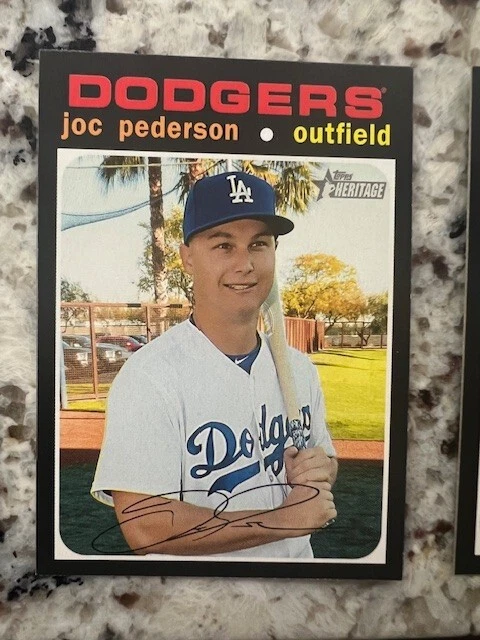 DODGERS
joc pederson • outfield
topps
HERITAGE
LA
Dodgers